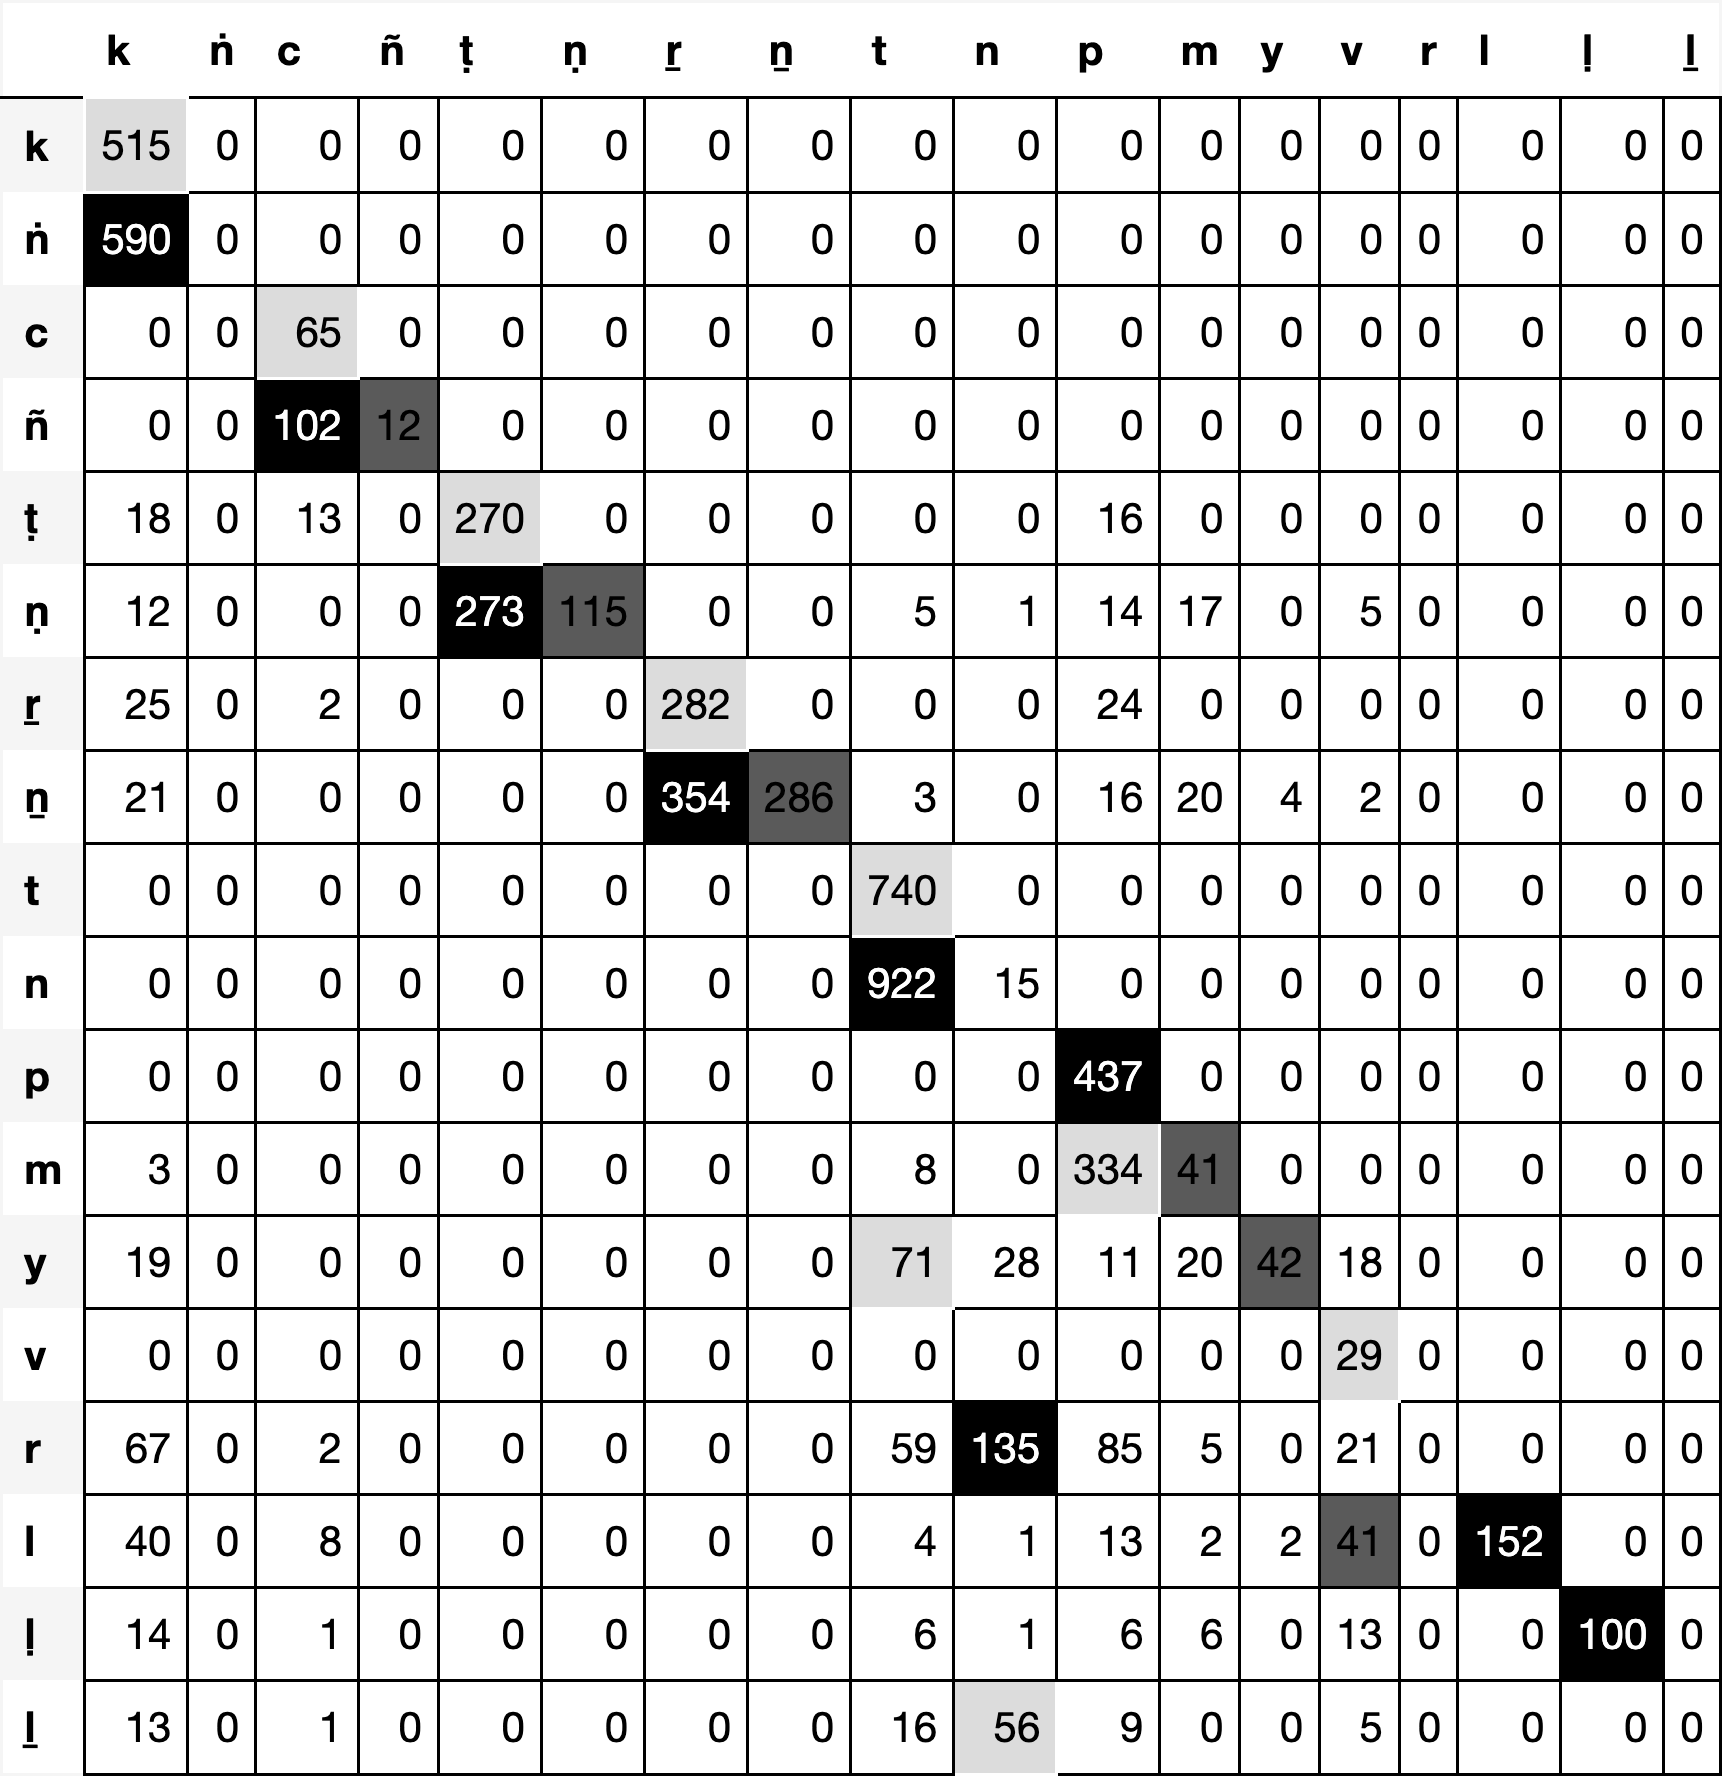 k ṅ c ñ ṭ ṇ ṟ ṉ t n p m y v r l ḷ ḻ
k 515 0 0 0 0 0 0 0 0 0 0 0 0 0 0 0 0 0
ṅ 590 0 0 0 0 0 0 0 0 0 0 0 0 0 0 0 0 0
c 0 0 65 0 0 0 0 0 0 0 0 0 0 0 0 0 0 0
ñ 0 0 102 12 0 0 0 0 0 0 0 0 0 0 0 0 0 0
ṭ 18 0 13 0 270 0 0 0 0 0 16 0 0 0 0 0 0 0
ṇ 12 0 0 0 273 115 0 0 5 1 14 17 0 5 0 0 0 0
ṟ 25 0 2 0 0 0 282 0 0 0 24 0 0 0 0 0 0 0
ṉ 21 0 0 0 0 0 354 286 3 0 16 20 4 2 0 0 0 0
t 0 0 0 0 0 0 0 0 740 0 0 0 0 0 0 0 0 0
n 0 0 0 0 0 0 0 0 922 15 0 0 0 0 0 0 0 0
p 0 0 0 0 0 0 0 0 0 0 437 0 0 0 0 0 0 0
m 3 0 0 0 0 0 0 0 8 0 334 41 0 0 0 0 0 0
y 19 0 0 0 0 0 0 0 71 28 11 20 42 18 0 0 0 0
v 0 0 0 0 0 0 0 0 0 0 0 0 0 29 0 0 0 0
r 67 0 2 0 0 0 0 0 59 135 85 5 0 21 0 0 0 0
l 40 0 8 0 0 0 0 0 4 1 13 2 2 41 0 152 0 0
ḷ 14 0 1 0 0 0 0 0 6 1 6 6 0 13 0 0 100 0
ḻ 13 0 1 0 0 0 0 0 16 56 9 0 0 5 0 0 0 0